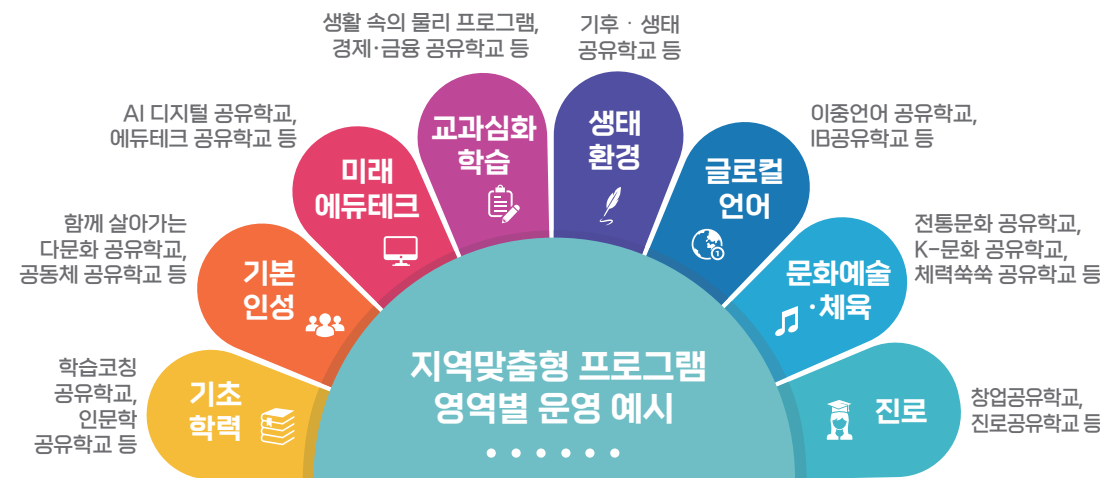 생활 속의 물리 프로그램,
경제·금융 공유학교 등
기후 · 생태
공유학교 등
AI 디지털 공유학교,
에듀테크 공유학교 등
이중언어 공유학교,
IB공유학교 등
함께 살아가는
다문화 공유학교,
공동체 공유학교 등
전통문화 공유학교,
K-문화 공유학교,
체력쑥쑥 공유학교 등
학습코칭
공유학교,
인문학
공유학교 등
창업공유학교,
진로공유학교 등
기초
학력
기본
인성
미래
에듀테크
교과심화
학습
생태
환경
글로컬
언어
1
문화예술
·체육
진로
지역맞춤형 프로그램
영역별 운영 예시